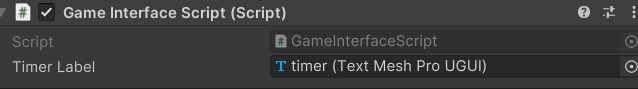 Game Interface Script (Script)
Script GameInterfaceScript
Timer Label timer (Text Mesh Pro UGUI)